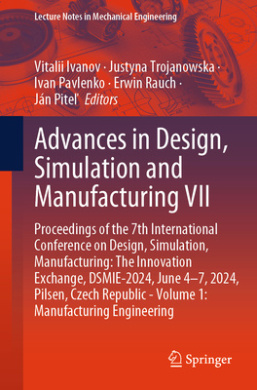 Lecture Notes in Mechanical Engineering
Vitalii Ivanov · Justyna Trojanowska ·
Ivan Pavlenko · Erwin Rauch ·
Ján Piteľ Editors
Advances in Design,
Simulation and
Manufacturing VII
Proceedings of the 7th International
Conference on Design, Simulation,
Manufacturing: The Innovation
Exchange, DSMIE-2024, June 4–7, 2024,
Pilsen, Czech Republic - Volume 1:
Manufacturing Engineering
Springer